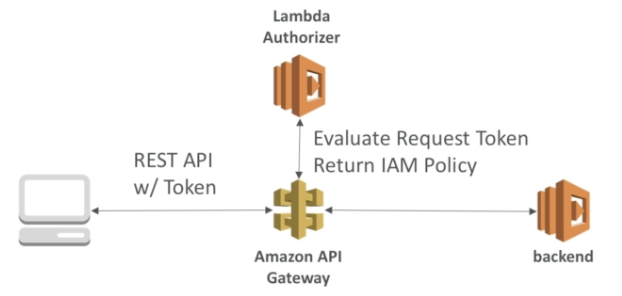 Lambda
Authorizer
Evaluate Request Token
Return IAM Policy
REST API
w/ Token
Amazon API
Gateway
backend